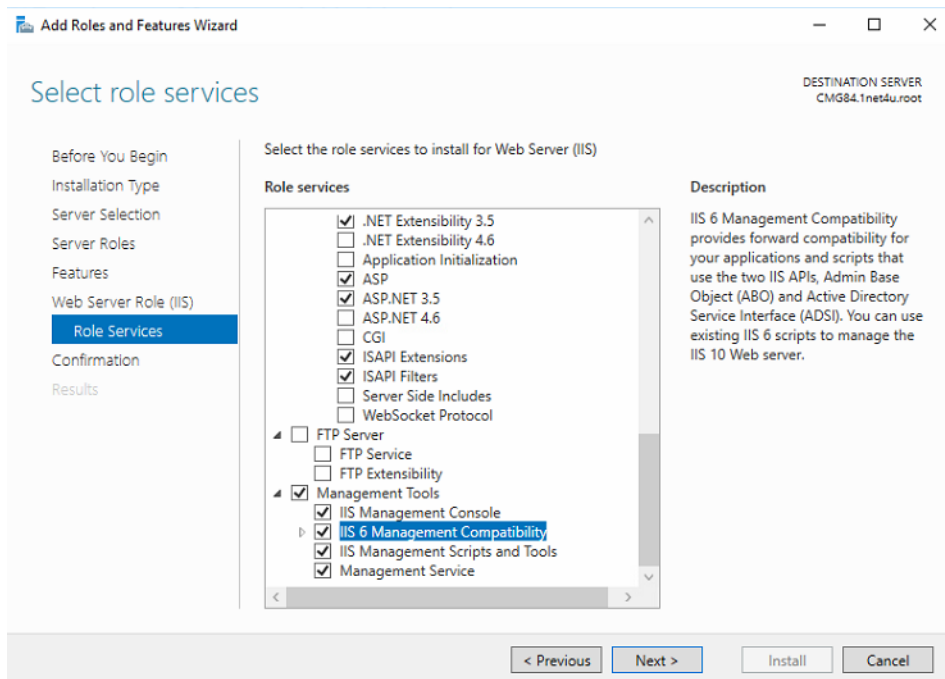 Add Roles and Features Wizard
Select role services
DESTINATION SERVER
CMG84.1net4u.root
Before You Begin
Installation Type
Server Selection
Server Roles
Features
Web Server Role (IIS)
Role Services
Confirmation
Results
Select the role services to install for Web Server (IIS)
Role services
.NET Extensibility 3.5
.NET Extensibility 4.6
Application Initialization
ASP
ASP.NET 3.5
ASP.NET 4.6
CGI
ISAPI Extensions
ISAPI Filters
Server Side Includes
WebSocket Protocol
FTP Server
FTP Service
FTP Extensibility
Management Tools
IIS Management Console
IIS 6 Management Compatibility
IIS Management Scripts and Tools
Management Service
Description
IIS 6 Management Compatibility
provides forward compatibility for
your applications and scripts that
use the two IIS APIs, Admin Base
Object (ABO) and Active Directory
Service Interface (ADSI). You can use
existing IIS 6 scripts to manage the
IIS 10 Web server.
< Previous
Next >
Install
Cancel